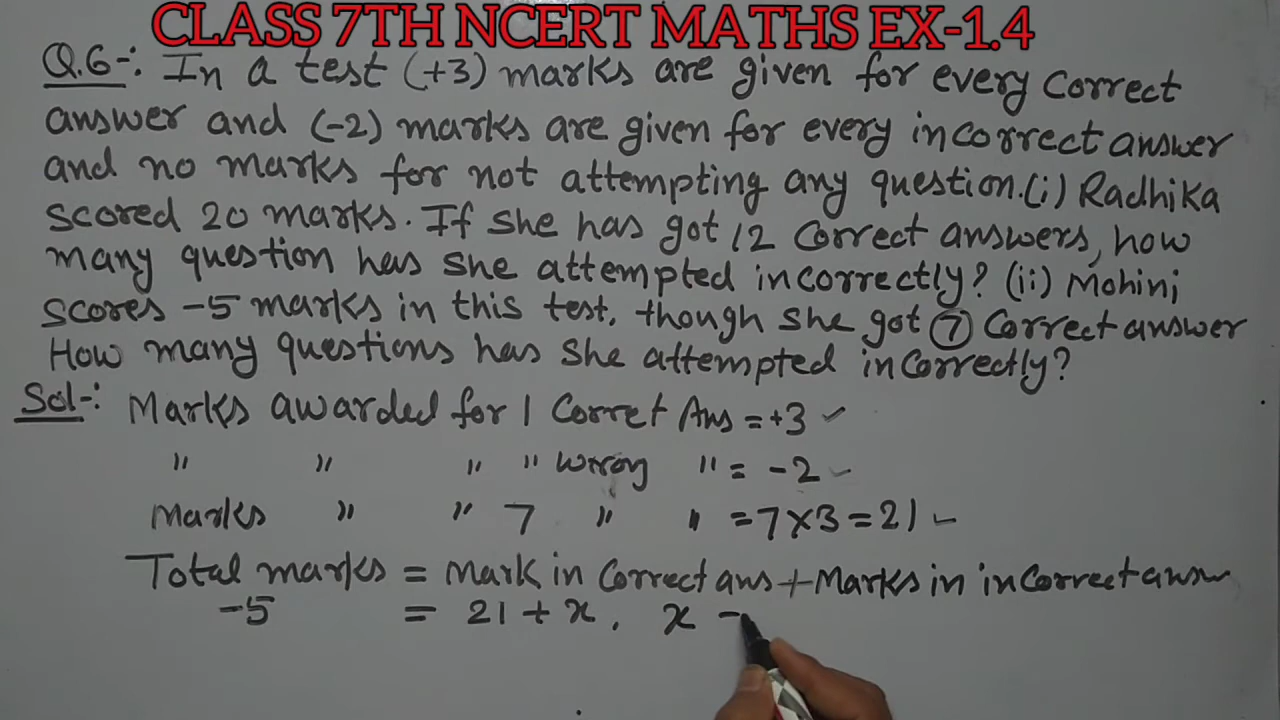 CLASS 7TH NCERT MATHS EX-1.4
Q.6-: In a test (+3) marks are given for every correct
answer and (-2) marks are given for every incorrect answer
and no marks for not attempting any question.(i) Radhika
scored 20 marks. If she has got 12 correct answers, how
many question has she attempted incorrectly? (ii) Mohini
scores -5 marks in this test, though she got 7 correct answer
How many questions has she attempted incorrectly?
Sol-: Marks awarded for 1 Corret Ans = +3 ✓
" " " " wrong " = -2 ✓
Marks " " 7 " " = 7×3 = 21 ✓
Total marks = Mark in correct ans + Marks in incorrect answ
-5 = 21 + x, x -